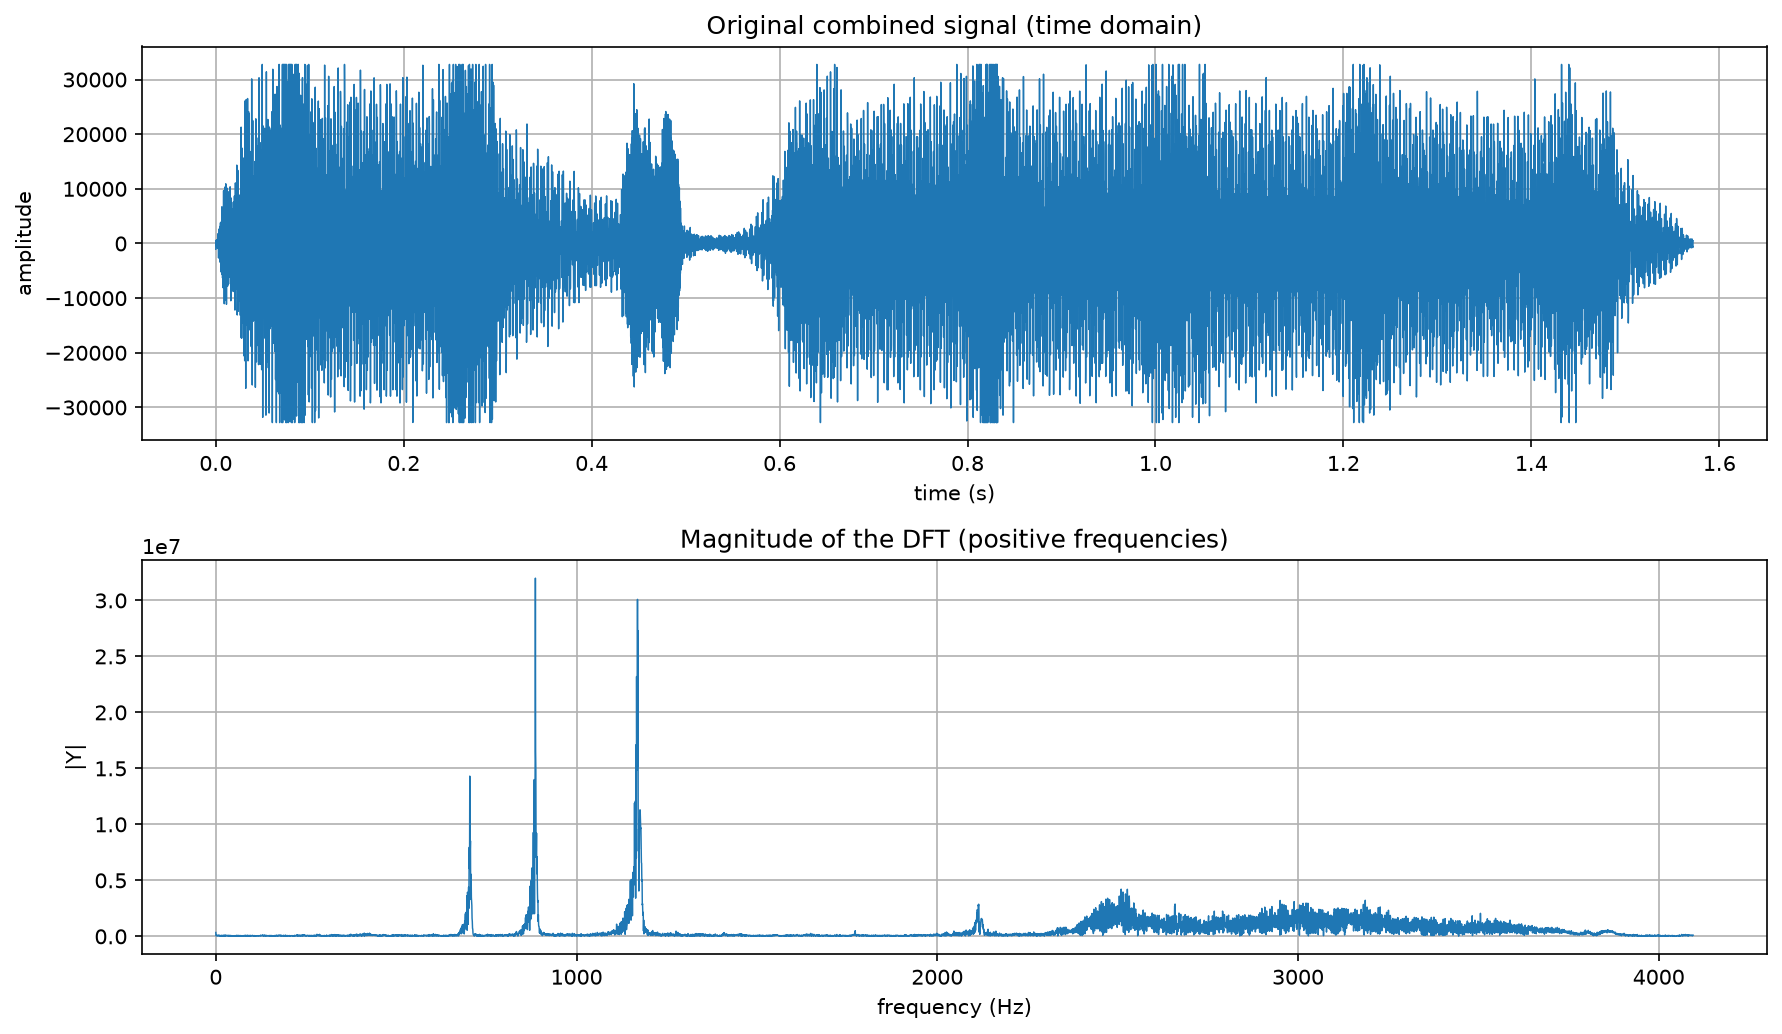 Original combined signal (time domain)
30000
20000
10000
0
−10000
−20000
−30000
amplitude
0.0 0.2 0.4 0.6 0.8 1.0 1.2 1.4 1.6
time (s)
Magnitude of the DFT (positive frequencies)
1e7
3.0
2.5
2.0
1.5
1.0
0.5
0.0
|Y|
0 1000 2000 3000 4000
frequency (Hz)